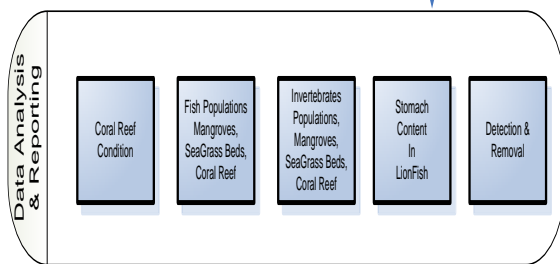 Data Analysis
& Reporting
Coral Reef
Condition
Fish Populations
Mangroves,
SeaGrass Beds,
Coral Reef
Invertebrates
Populations,
Mangroves,
SeaGrass Beds,
Coral Reef
Stomach
Content
In
LionFish
Detection &
Removal